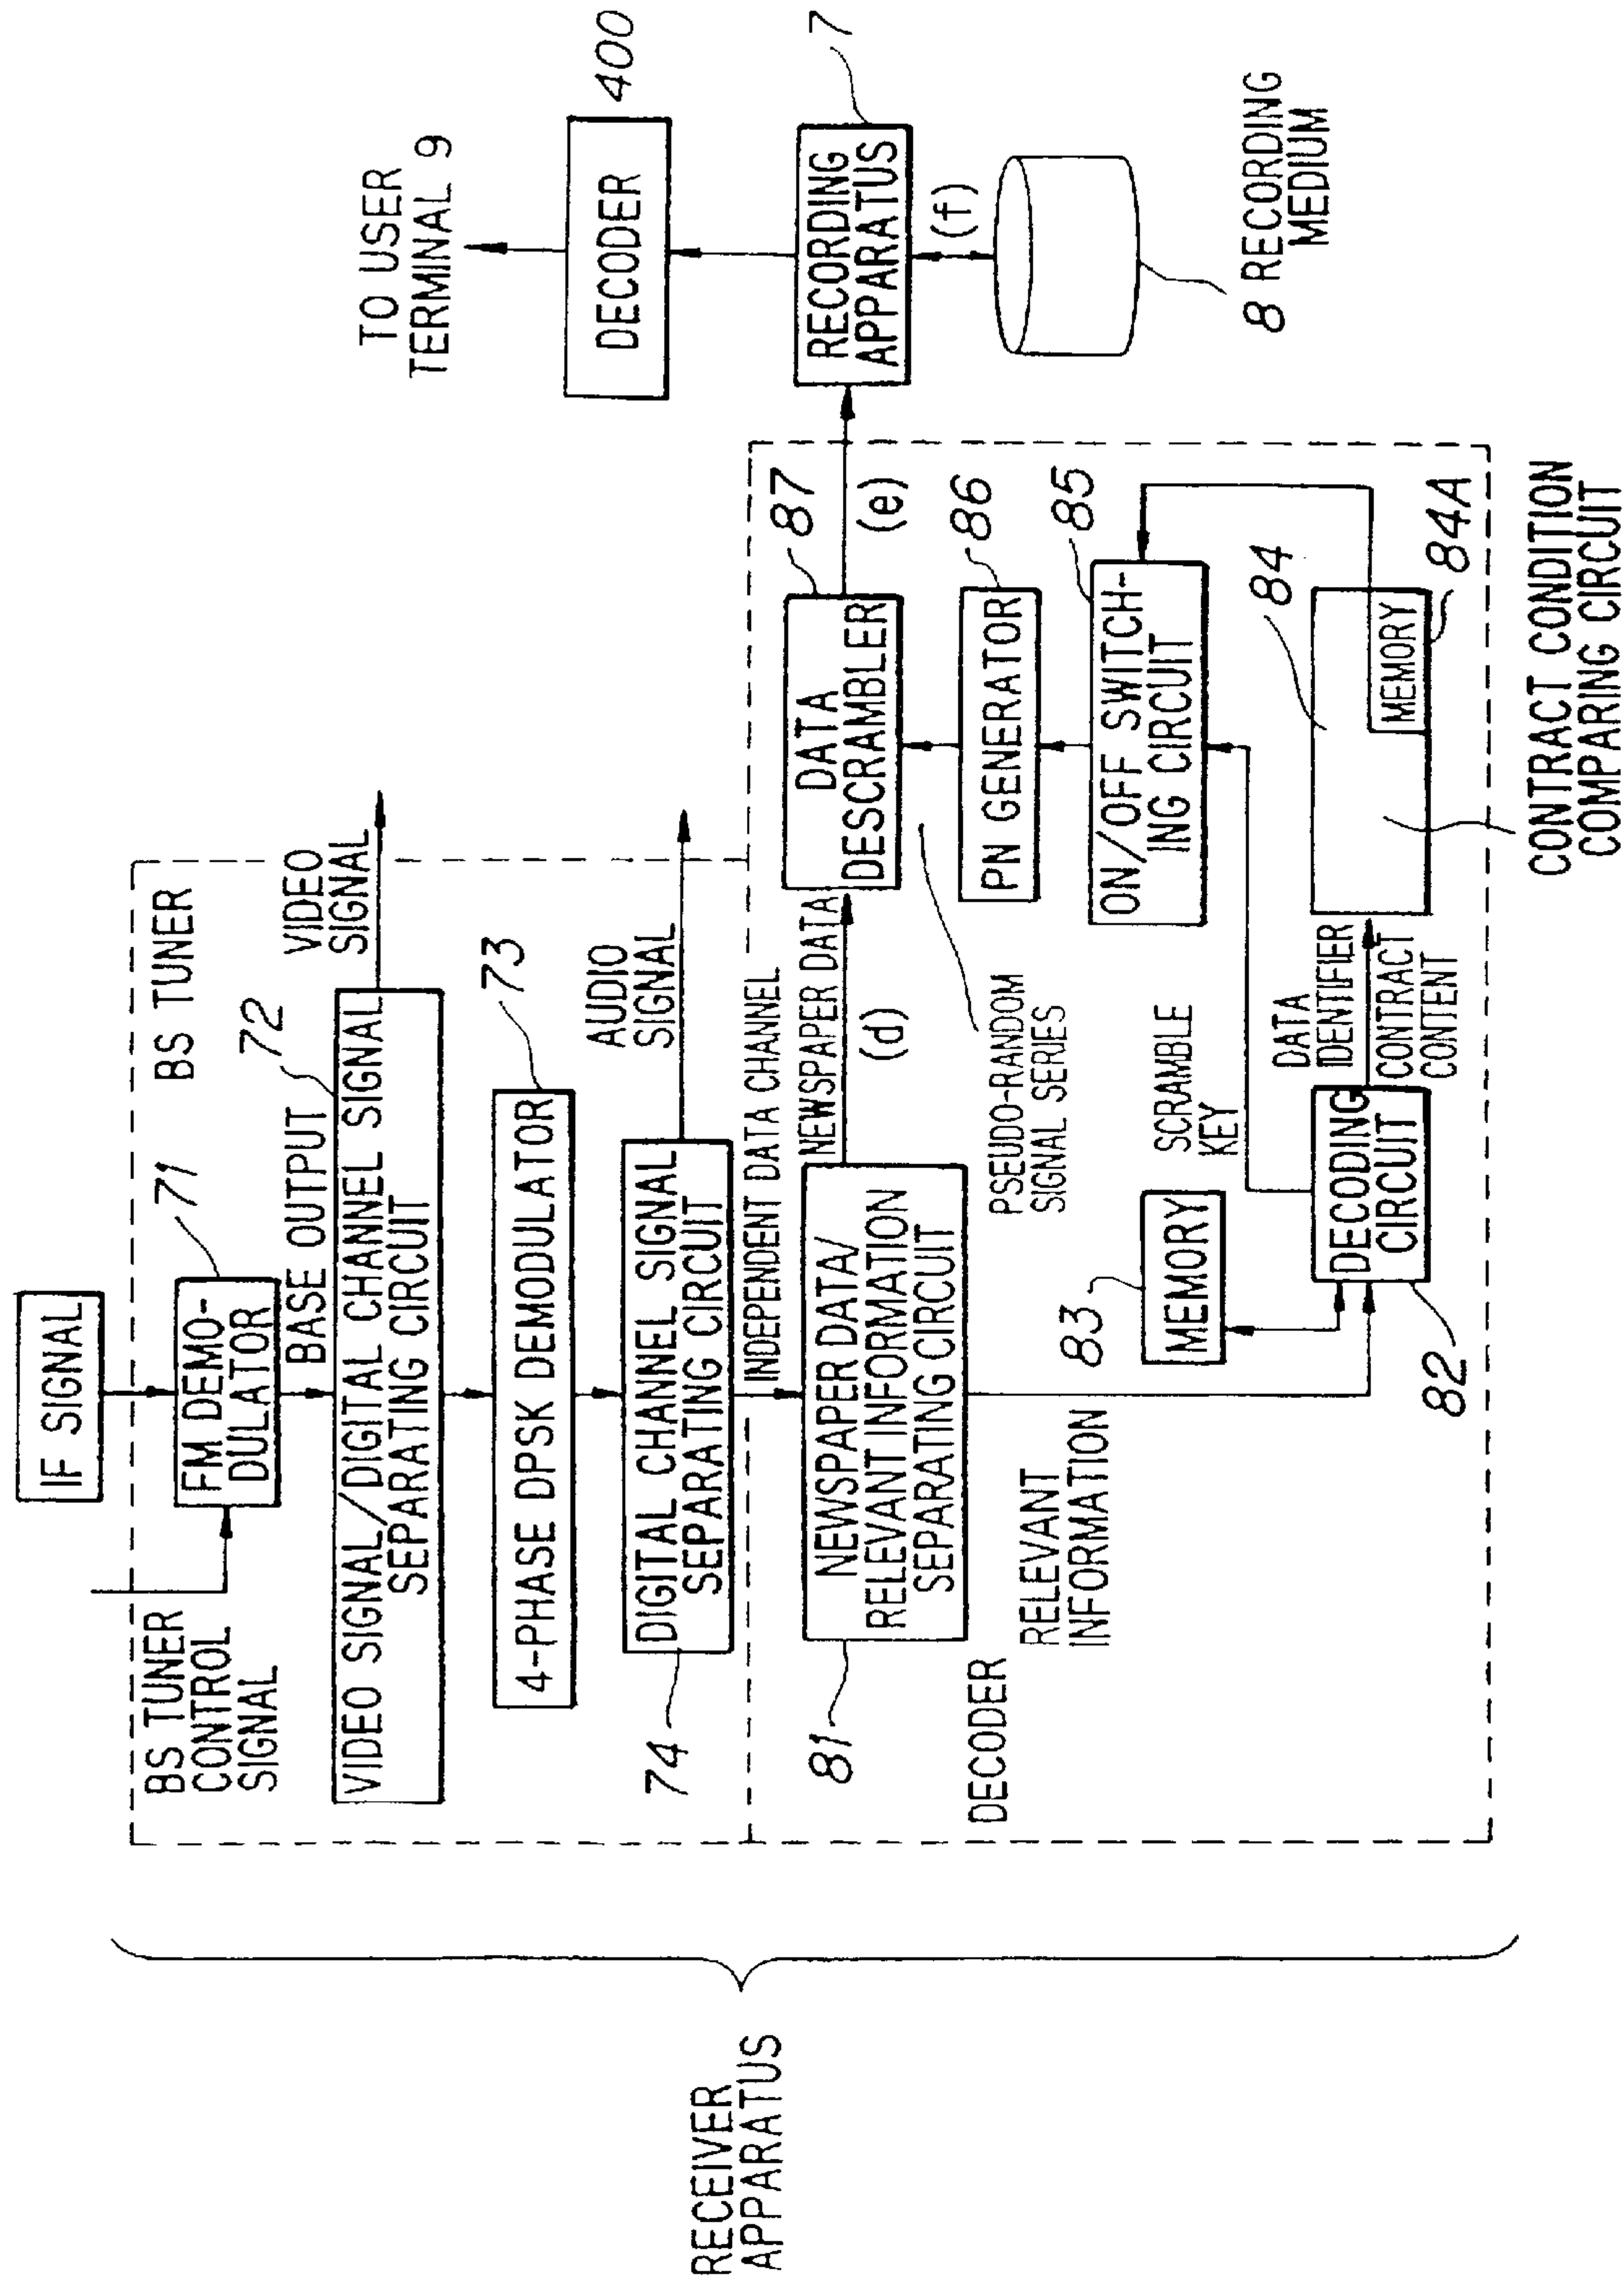 RECEIVER
APPARATUS
IF SIGNAL
BS TUNER
CONTROL
SIGNAL
BS TUNER
71
FM DEMO-
DULATOR
BASE OUTPUT
72
VIDEO SIGNAL/DIGITAL CHANNEL SIGNAL
SEPARATING CIRCUIT
VIDEO
SIGNAL
73
4-PHASE DPSK DEMODULATOR
74
DIGITAL CHANNEL SIGNAL
SEPARATING CIRCUIT
AUDIO
SIGNAL
INDEPENDENT DATA CHANNEL
81
NEWSPAPER DATA/
RELEVANT INFORMATION
SEPARATING CIRCUIT
NEWSPAPER DATA
(d)
DECODER
RELEVANT
INFORMATION
83
MEMORY
82
DECODING
CIRCUIT
SCRAMBLE
KEY
DATA
IDENTIFIER
CONTRACT
CONTENT
PSEUDO-RANDOM
SIGNAL SERIES
87
DATA
DESCRAMBLER
(e)
86
PN GENERATOR
85
ON/OFF SWITCH-
ING CIRCUIT
84
MEMORY
84A
CONTRACT CONDITION
COMPARING CIRCUIT
TO USER
TERMINAL 9
400
DECODER
7
RECORDING
APPARATUS
(f)
8 RECORDING
MEDIUM